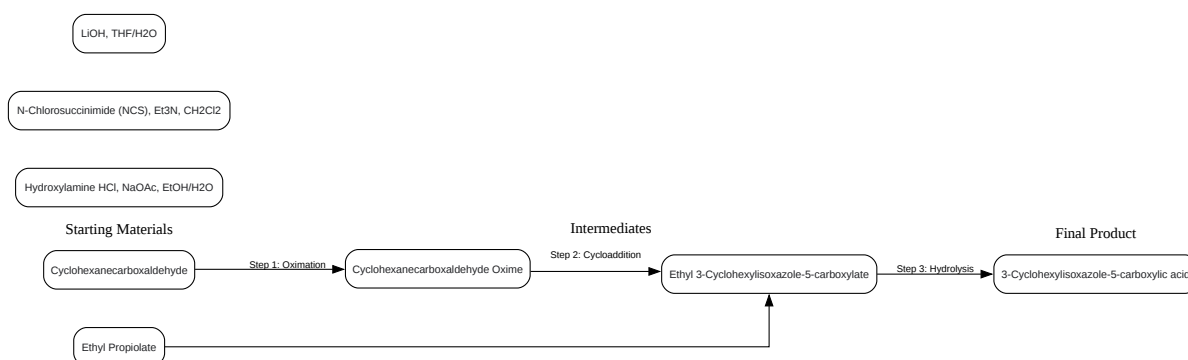 LiOH, THF/H2O
N-Chlorosuccinimide (NCS), Et3N, CH2Cl2
Hydroxylamine HCl, NaOAc, EtOH/H2O
Starting Materials
Intermediates
Final Product
Cyclohexanecarboxaldehyde
Step 1: Oximation
Cyclohexanecarboxaldehyde Oxime
Step 2: Cycloaddition
Ethyl 3-Cyclohexylisoxazole-5-carboxylate
Step 3: Hydrolysis
3-Cyclohexylisoxazole-5-carboxylic acid
Ethyl Propiolate